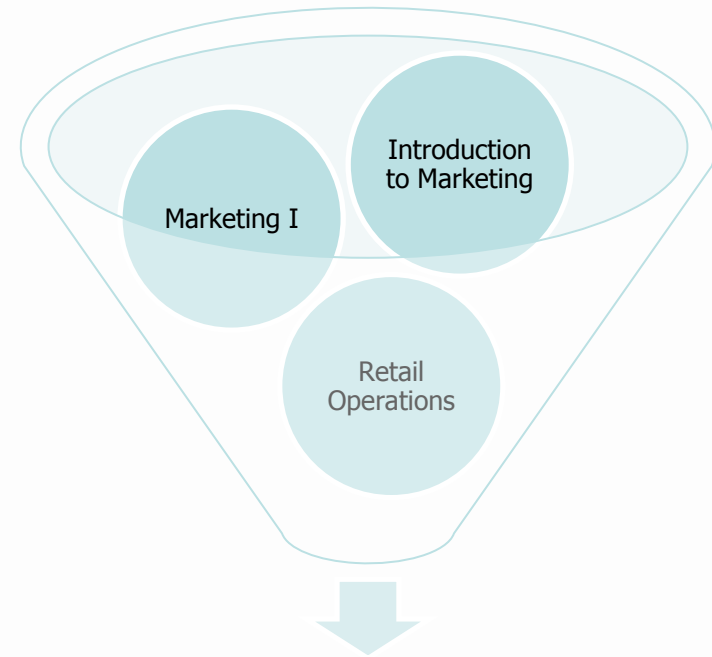 Introduction
to Marketing
Marketing I
Retail
Operations